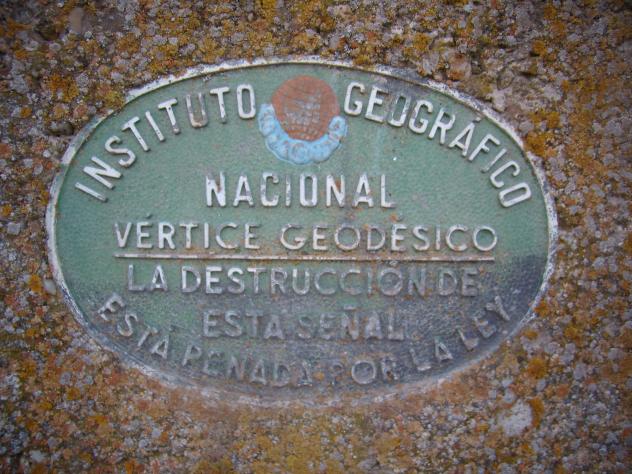 INSTITUTO GEOGRÁFICO
NACIONAL
VÉRTICE GEODÉSICO
LA DESTRUCCIÓN DE
ESTA SEÑAL
ESTÁ PENADA POR LA LEY.